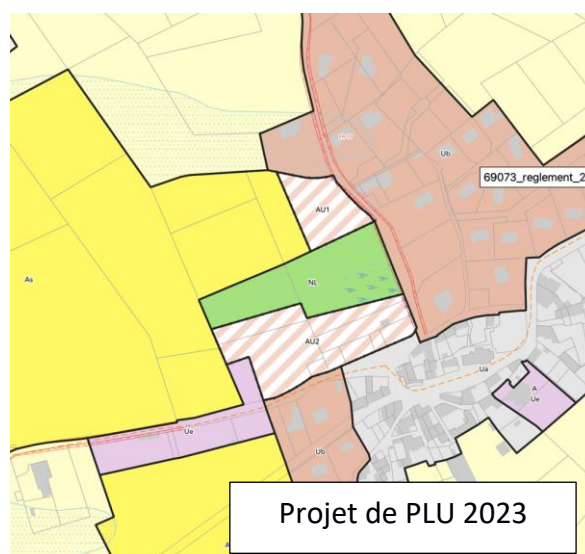 Ub
69073_reglement_2
AU1
NL
As
AU2
Ua
A
Ue
Ue
Ub
A
Projet de PLU 2023